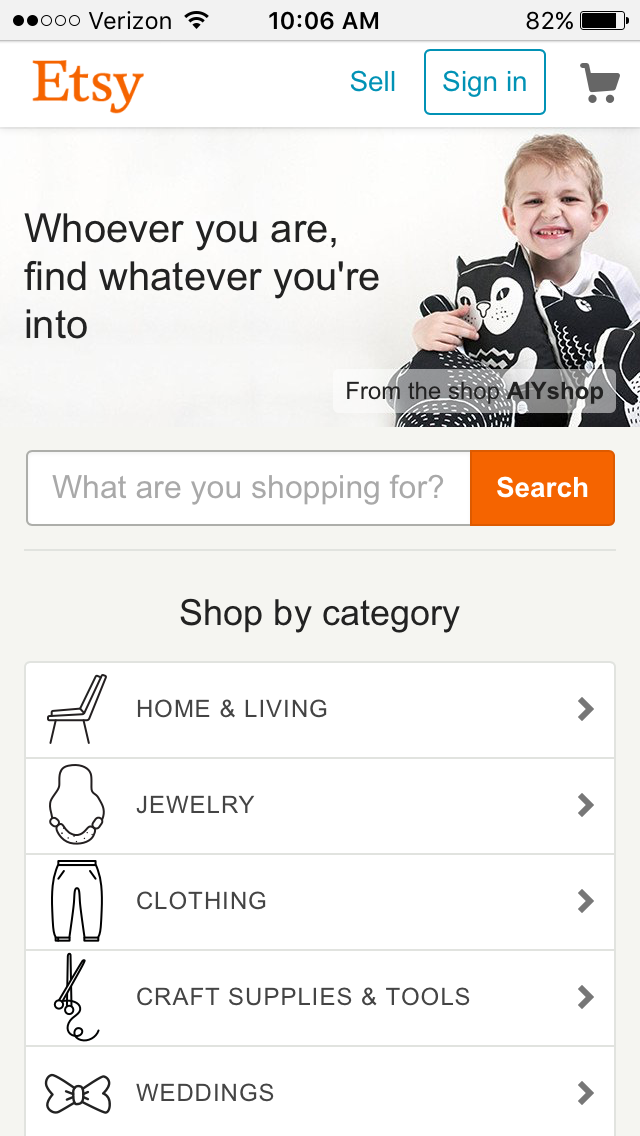 Verizon 10:06 AM 82%
Etsy Sell Sign in
Whoever you are,
find whatever you're
into
From the shop AIYshop
What are you shopping for? Search
Shop by category
HOME & LIVING
JEWELRY
CLOTHING
CRAFT SUPPLIES & TOOLS
WEDDINGS